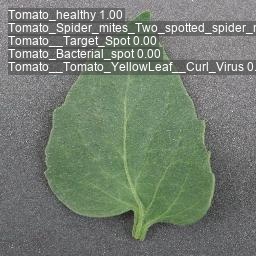 Tomato_healthy 1.00
Tomato_Spider_mites_Two_spotted_spider_
Tomato__Target_Spot 0.00
Tomato_Bacterial_spot 0.00
Tomato__Tomato_YellowLeaf__Curl_Virus 0.